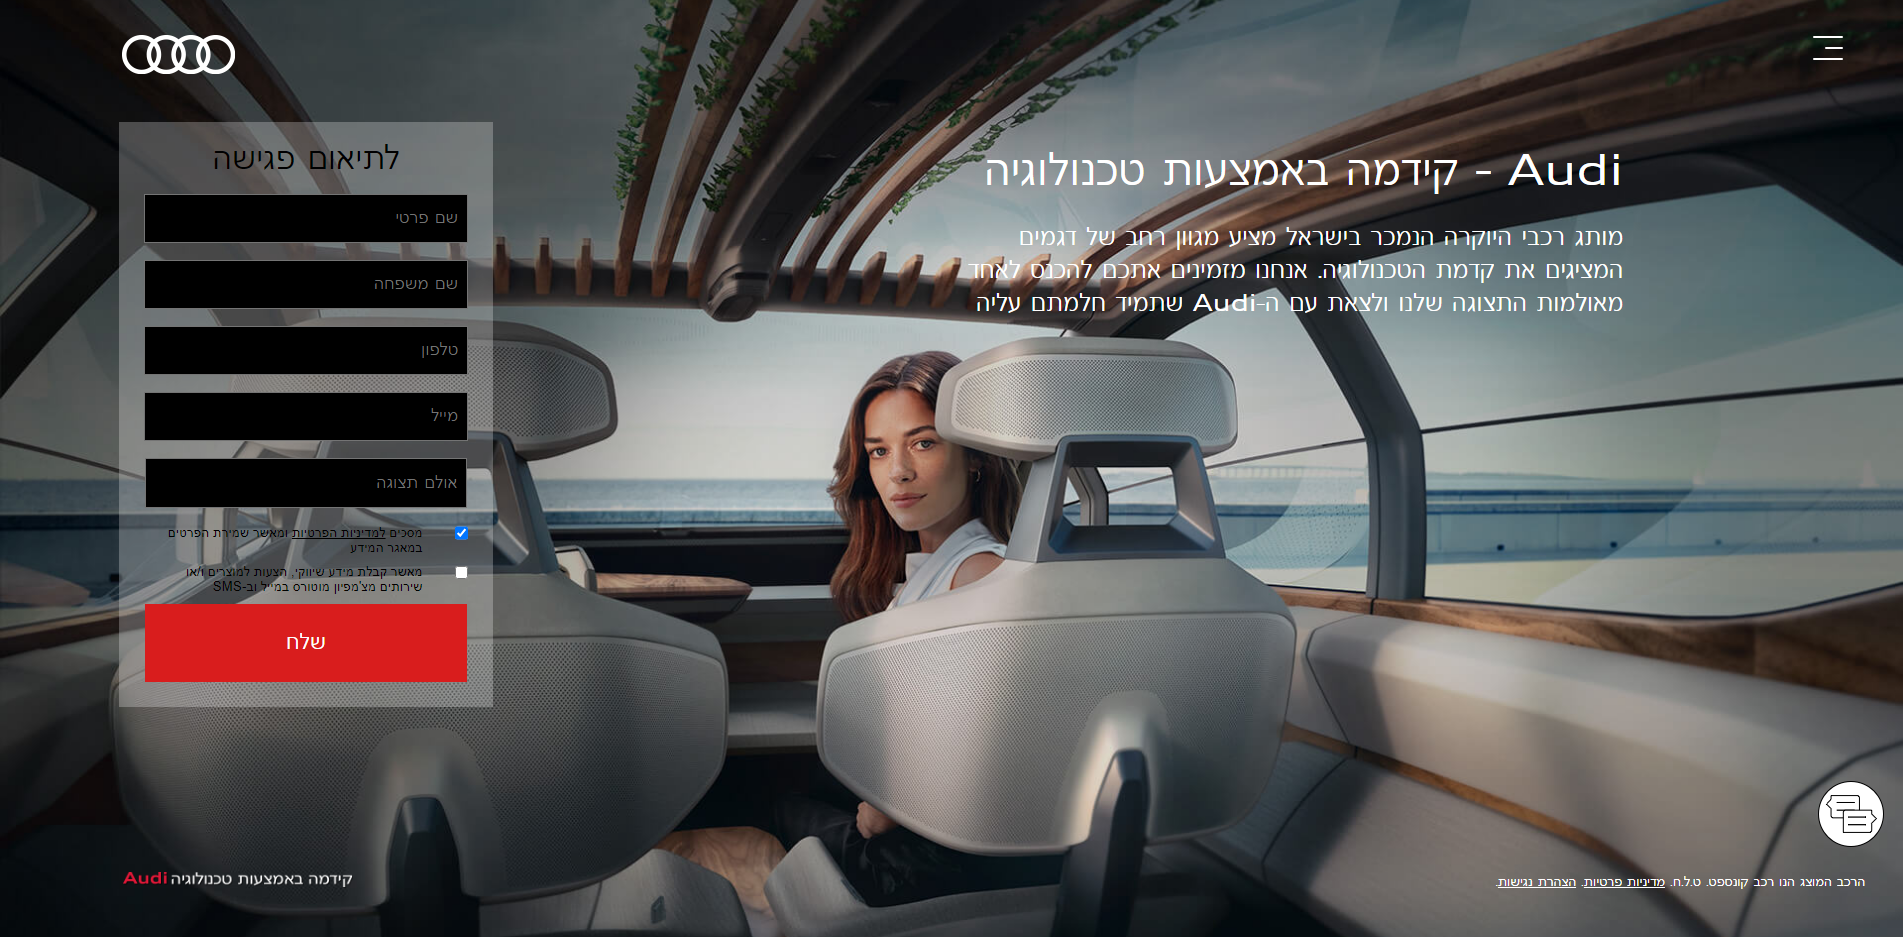 Audi - קידמה באמצעות טכנולוגיה
מותג רכבי היוקרה הנמכר בישראל מציע מגוון רחב של דגמים
המציגים את קדמת הטכנולוגיה. אנחנו מזמינים אתכם להכנס לאחד
מאולמות התצוגה שלנו ולצאת עם ה-Audi שתמיד חלמתם עליה
לתיאום פגישה
שם פרטי
שם משפחה
טלפון
מייל
אולם תצוגה
מסכים למדיניות הפרטיות ומאשר שמירת הפרטים
במאגר המידע
מאשר קבלת מידע שיווקי, הצעות למוצרים ו/או
שירותים מצ'מפיון מוטורס במייל וב-SMS
שלח
הרכב המוצג הנו רכב קונספט. ט.ל.ח. מדיניות פרטיות. הצהרת נגישות.
קידמה באמצעות טכנולוגיה Audi